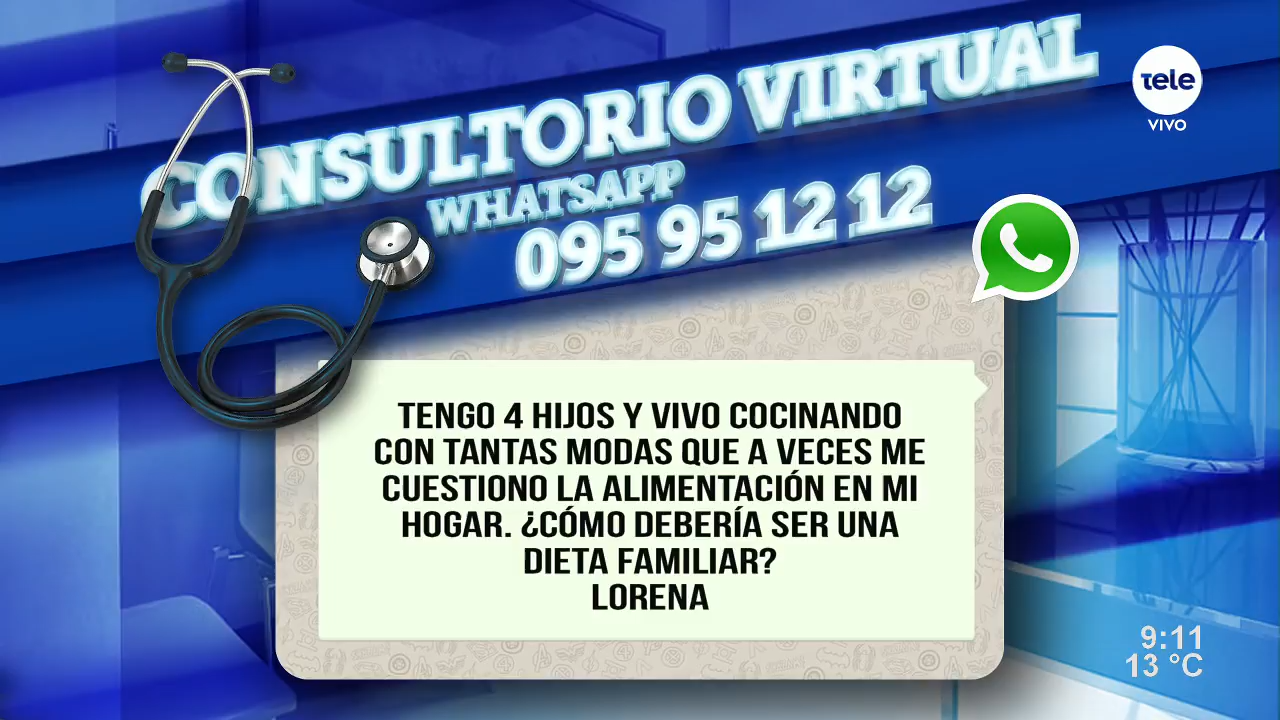 CONSULTORIO VIRTUAL
WHATSAPP
095 95 12 12
tele
VIVO
TENGO 4 HIJOS Y VIVO COCINANDO
CON TANTAS MODAS QUE A VECES ME
CUESTIONO LA ALIMENTACIÓN EN MI
HOGAR. ¿CÓMO DEBERÍA SER UNA
DIETA FAMILIAR?
LORENA
9:11
13 °C